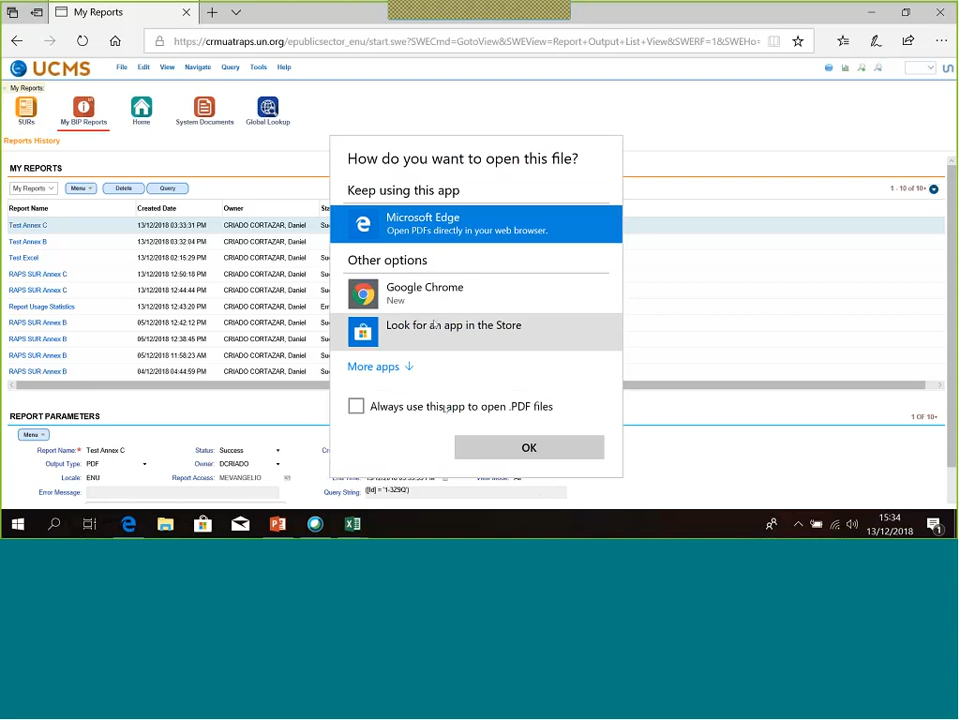 My Reports
https://crmuatraps.un.org/epublicsector_enu/start.swe?SWECmd=GotoView&SWEView=Report+Output+List+View&SWERF=1&SWEHo=
UCMS
File Edit View Navigate Query Tools Help
My Reports:
SURs My BIP Reports Home System Documents Global Lookup
Reports History
MY REPORTS
My Reports Menu Delete Query 1 - 10 of 10+
Report Name Created Date Owner
Test Annex C 13/12/2018 03:33:31 PM CRIADO CORTAZAR, Daniel
Test Annex B 13/12/2018 03:32:04 PM CRIADO CORTAZAR, Daniel
Test Excel 13/12/2018 02:15:29 PM CRIADO CORTAZAR, Daniel
RAPS SUR Annex C 13/12/2018 12:50:18 PM CRIADO CORTAZAR, Daniel
RAPS SUR Annex C 13/12/2018 12:44:44 PM CRIADO CORTAZAR, Daniel
Report Usage Statistics 13/12/2018 12:43:20 PM CRIADO CORTAZAR, Daniel
RAPS SUR Annex B 05/12/2018 12:42:12 PM CRIADO CORTAZAR, Daniel
RAPS SUR Annex B 05/12/2018 12:38:45 PM CRIADO CORTAZAR, Daniel
RAPS SUR Annex B 05/12/2018 11:58:23 AM CRIADO CORTAZAR, Daniel
RAPS SUR Annex B 04/12/2018 04:44:59 PM CRIADO CORTAZAR, Daniel
How do you want to open this file?
Keep using this app
Microsoft Edge
Open PDFs directly in your web browser.
Other options
Google Chrome
New
Look for an app in the Store
More apps
Always use this app to open .PDF files
OK
REPORT PARAMETERS 1 OF 10+
Menu
Report Name:* Test Annex C Status: Success
Output Type: PDF Owner: DCRIADO
Locale: ENU Report Access: MEVANGELIO
Error Message: Query String: ([Id] = '1-3Z9Q')
15:34
13/12/2018